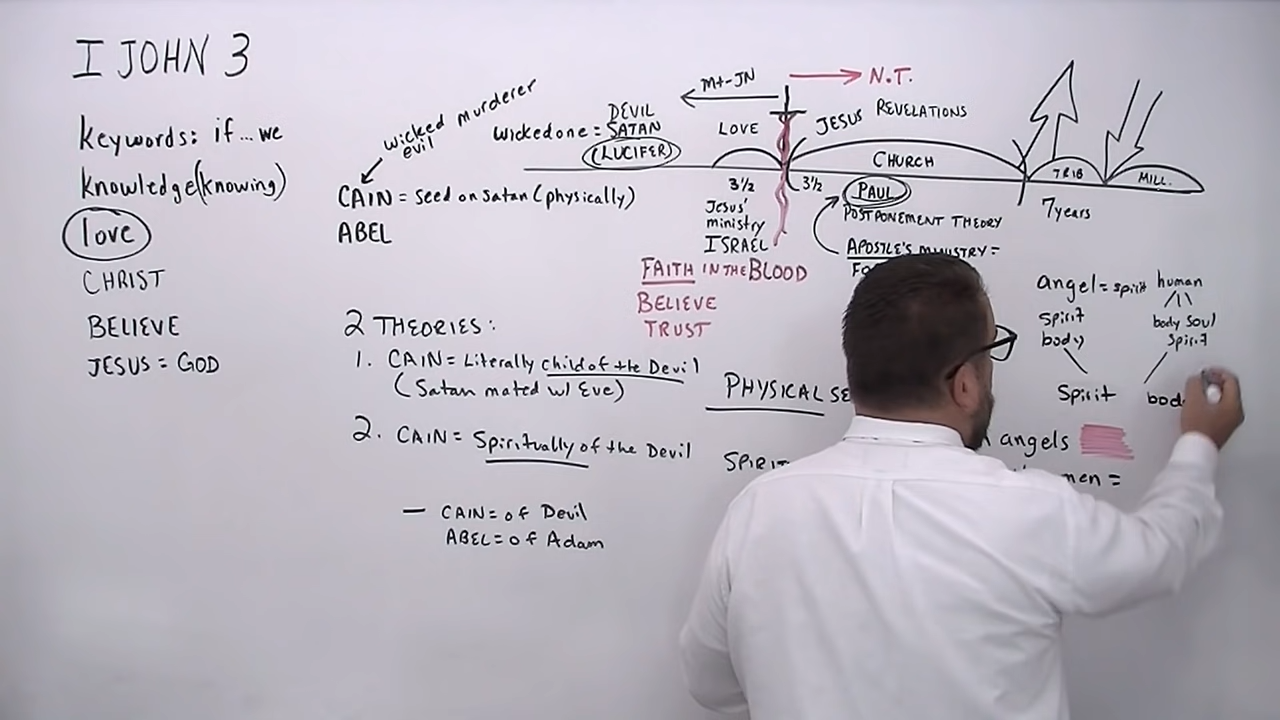 I JOHN 3
Keywords: if...we
Knowledge (knowing)
love
CHRIST
BELIEVE
JESUS = GOD
wicked murderer
evil
CAIN = seed on satan (physically)
ABEL
DEVIL
wicked one = SATAN
(LUCIFER)
Mt-JN
N.T.
LOVE
JESUS REVELATIONS
CHURCH
TRIB
MILL.
3½
3½
PAUL
7 years
Jesus'
ministry
ISRAEL
POSTPONEMENT THEORY
APOSTLE'S MINISTRY =
FAITH IN THE BLOOD
BELIEVE
TRUST
2 THEORIES:
1. CAIN = Literally child of the Devil
(Satan mated w/ Eve)
2. CAIN = Spiritually of the Devil
— CAIN = of Devil
ABEL = of Adam
PHYSICAL
angel = spirit
spirit
body
Spirit
human
body soul
spirit
angels